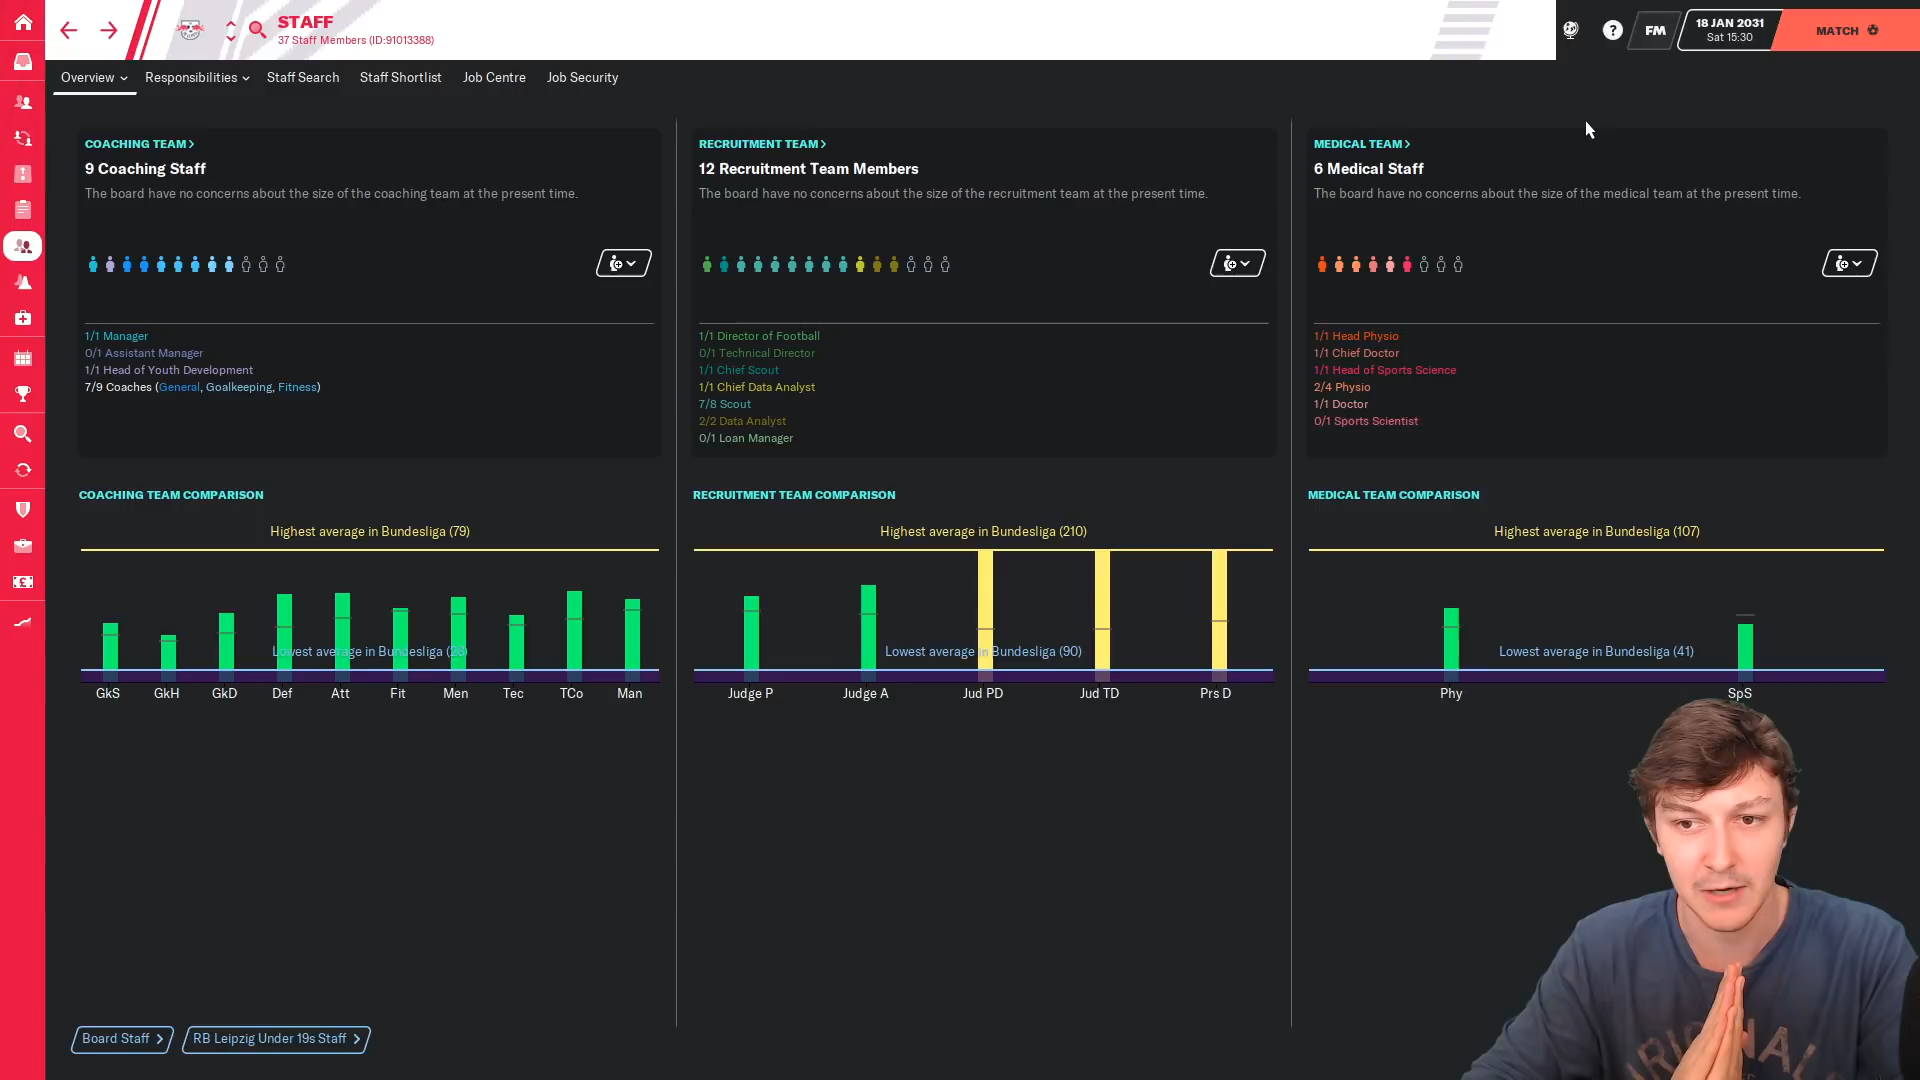 STAFF
37 Staff Members (ID:91013388)
FM
18 JAN 2031
Sat 15:30
MATCH
Overview
Responsibilities
Staff Search
Staff Shortlist
Job Centre
Job Security
COACHING TEAM
9 Coaching Staff
The board have no concerns about the size of the coaching team at the present time.
1/1 Manager
0/1 Assistant Manager
1/1 Head of Youth Development
7/9 Coaches (General, Goalkeeping, Fitness)
RECRUITMENT TEAM
12 Recruitment Team Members
The board have no concerns about the size of the recruitment team at the present time.
1/1 Director of Football
0/1 Technical Director
1/1 Chief Scout
1/1 Chief Data Analyst
7/8 Scout
2/2 Data Analyst
0/1 Loan Manager
MEDICAL TEAM
6 Medical Staff
The board have no concerns about the size of the medical team at the present time.
1/1 Head Physio
1/1 Chief Doctor
1/1 Head of Sports Science
2/4 Physio
1/1 Doctor
0/1 Sports Scientist
COACHING TEAM COMPARISON
Highest average in Bundesliga (79)
Lowest average in Bundesliga
GkS GkH GkD Def Att Fit Men Tec TCo Man
RECRUITMENT TEAM COMPARISON
Highest average in Bundesliga (210)
Lowest average in Bundesliga (90)
Judge P Judge A Jud PD Jud TD Prs D
MEDICAL TEAM COMPARISON
Highest average in Bundesliga (107)
Lowest average in Bundesliga (41)
Phy SpS
Board Staff
RB Leipzig Under 19s Staff